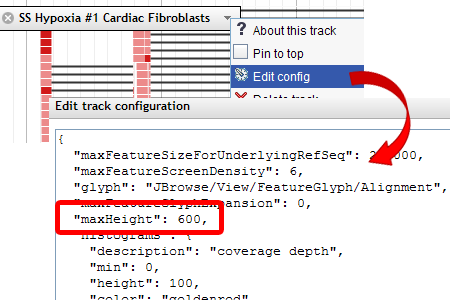 SS Hypoxia #1 Cardiac Fibroblasts
? About this track
Pin to top
Edit config
Delete track
Edit track configuration
{
"maxFeatureSizeForUnderlyingRefSeq": 2 000,
"maxFeatureScreenDensity": 6,
"glyph": "JBrowse/View/FeatureGlyph/Alignment",
"maxFeatureGlyphExpansion": 0,
"maxHeight": 600,
"histograms": {
"description": "coverage depth",
"min": 0,
"height": 100,
"color": "goldenrod"